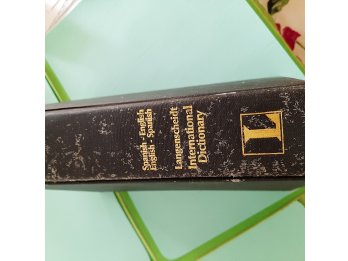 Spanish - English
English - Spanish
Langenscheidt
International
Dictionary
L